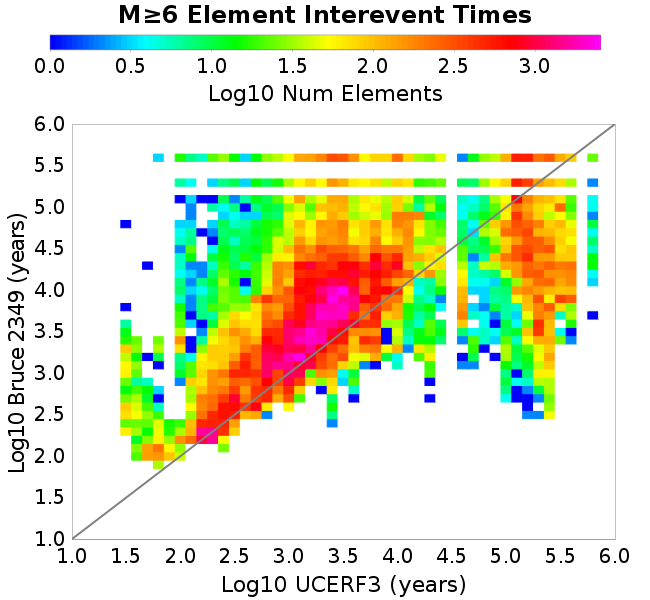 M≥6 Element Interevent Times
0.0 0.5 1.0 1.5 2.0 2.5 3.0
Log10 Num Elements
6.0
5.5
5.0
4.5
4.0
3.5
3.0
2.5
2.0
1.5
1.0
Log10 Bruce 2349 (years)
1.0 1.5 2.0 2.5 3.0 3.5 4.0 4.5 5.0 5.5 6.0
Log10 UCERF3 (years)